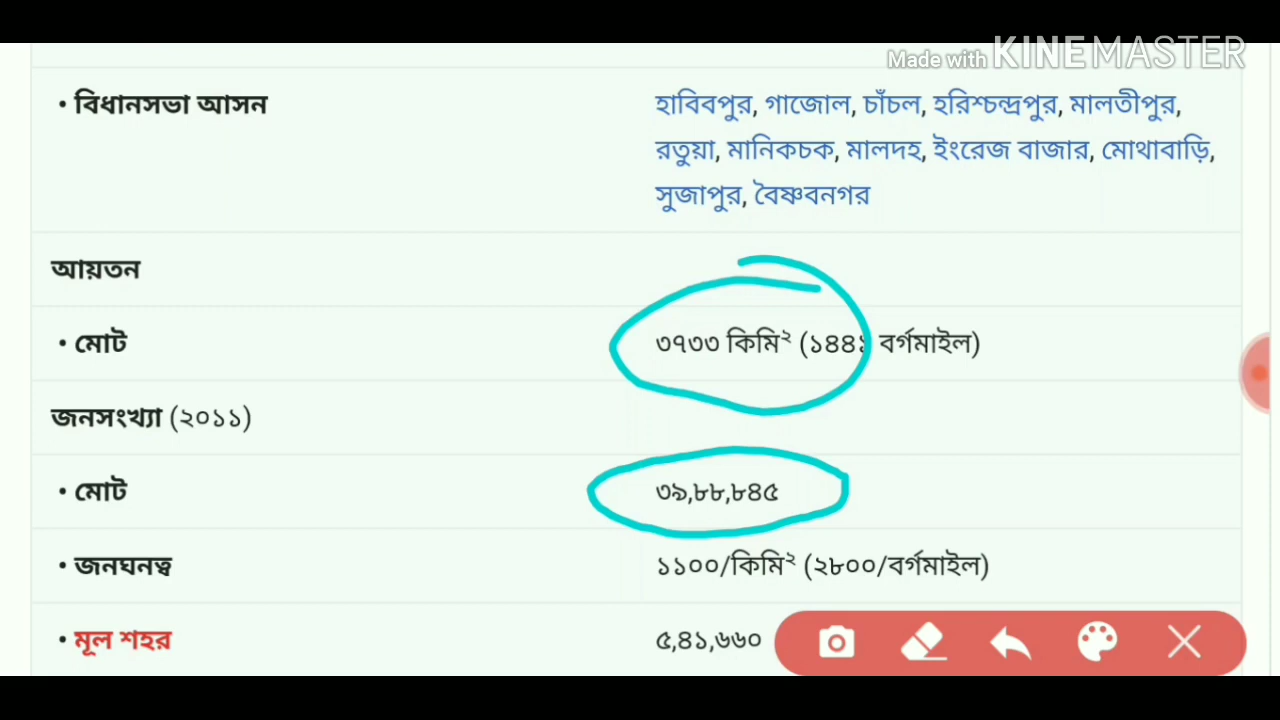 Made with KINEMASTER
• বিধানসভা আসন
হাবিবপুর, গাজোল, চাঁচল, হরিশ্চন্দ্রপুর, মালতীপুর,
রতুয়া, মানিকচক, মালদহ, ইংরেজ বাজার, মোথাবাড়ি,
সুজাপুর, বৈষ্ণবনগর
আয়তন
• মোট ৩৭৩৩ কিমি² (১৪৪১ বর্গমাইল)
জনসংখ্যা (২০১১)
• মোট ৩৯,৮৮,৮৪৫
• জনঘনত্ব ১১০০/কিমি² (২৮০০/বর্গমাইল)
• মূল শহর ৫,৪১,৬৬০